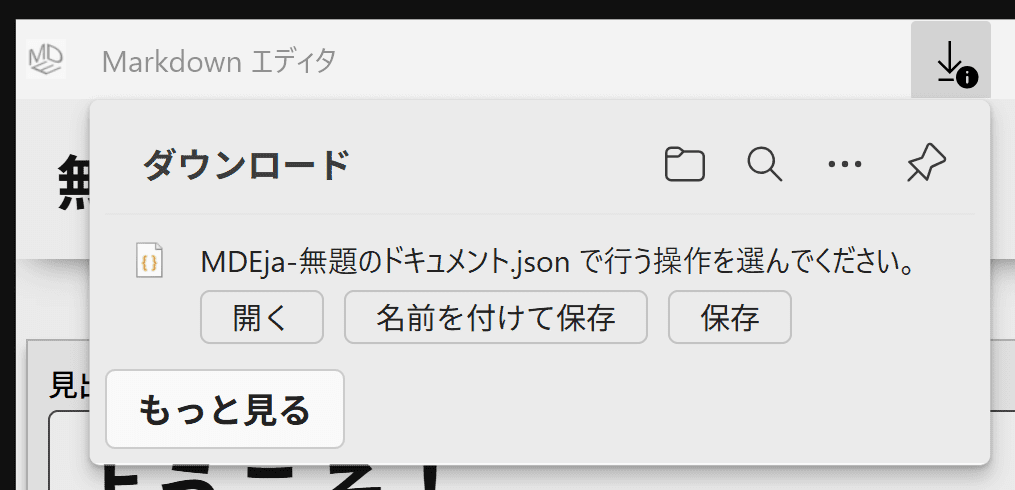 MD
Markdown エディタ
無
ダウンロード
MDEja-無題のドキュメント.json で行う操作を選んでください。
開く 名前を付けて保存 保存
見出
もっと見る
ようこそ！